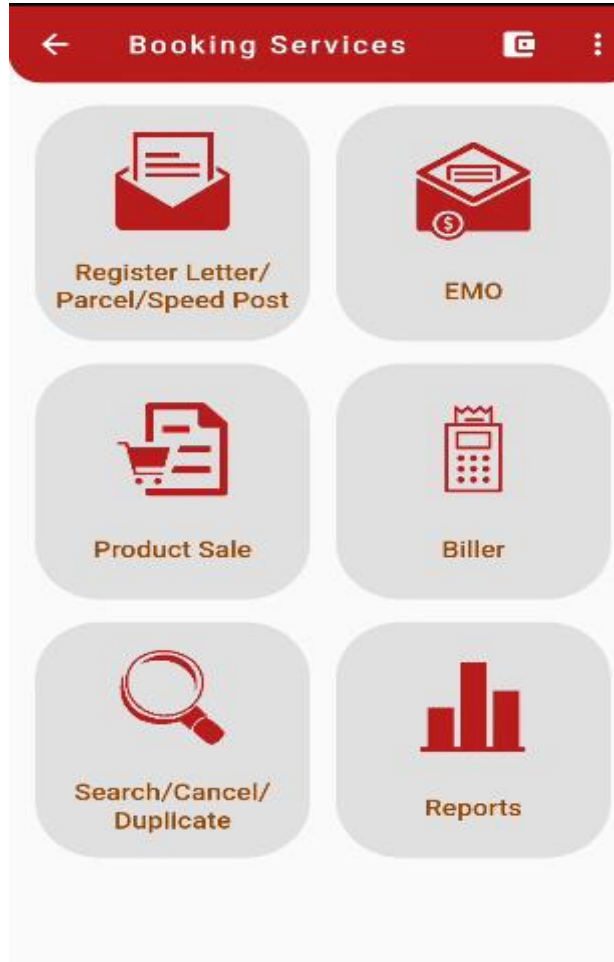 Booking Services
Register Letter/
Parcel/Speed Post
EMO
$
Product Sale
Biller
Search/Cancel/
Duplicate
Reports